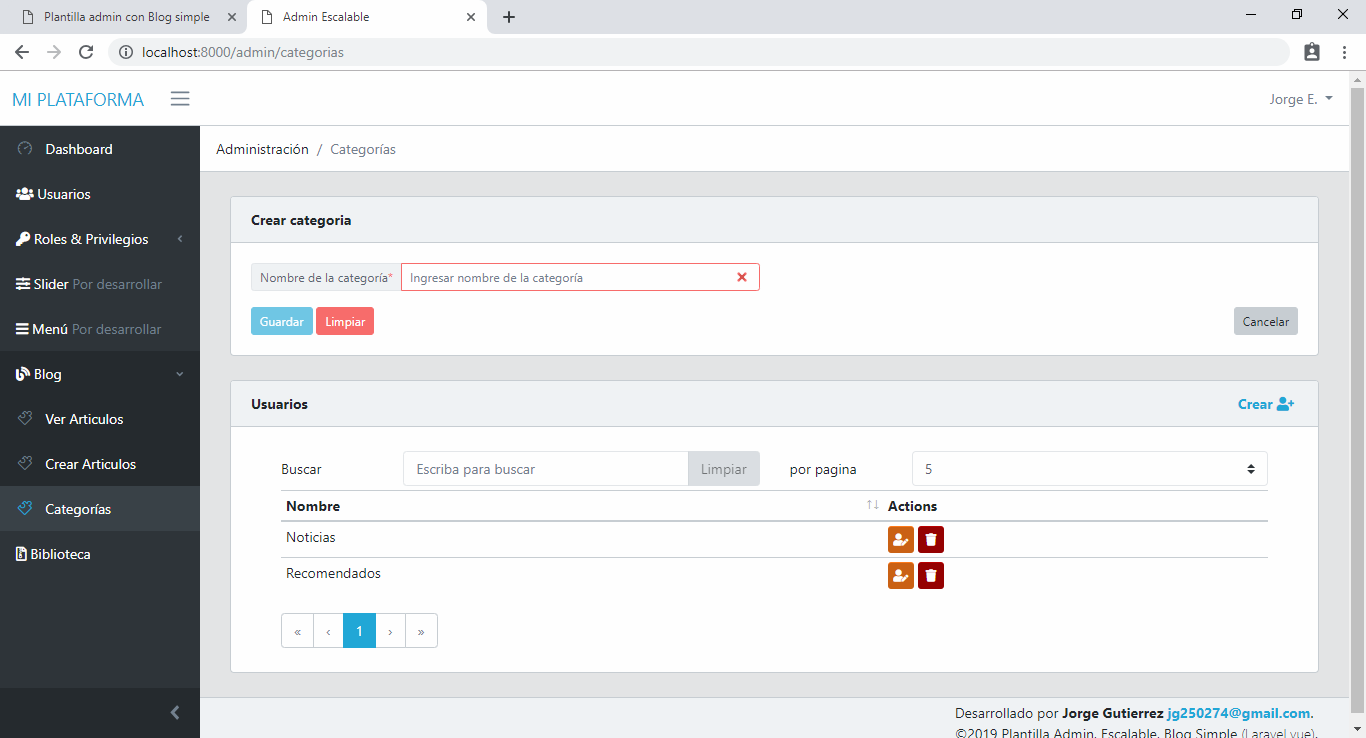 Plantilla admin con Blog simple
Admin Escalable
localhost:8000/admin/categorias
MI PLATAFORMA
Jorge E.
Dashboard
Usuarios
Roles & Privilegios
Slider Por desarrollar
Menú Por desarrollar
Blog
Ver Articulos
Crear Articulos
Categorías
Biblioteca
Administración / Categorías
Crear categoria
Nombre de la categoría* Ingresar nombre de la categoría
Guardar Limpiar Cancelar
Usuarios Crear
Buscar Escriba para buscar Limpiar por pagina 5
Nombre Actions
Noticias
Recomendados
« ‹ 1 › »
Desarrollado por Jorge Gutierrez jg250274@gmail.com.
©2019 Plantilla Admin, Escalable, Blog Simple (Laravel,vue).